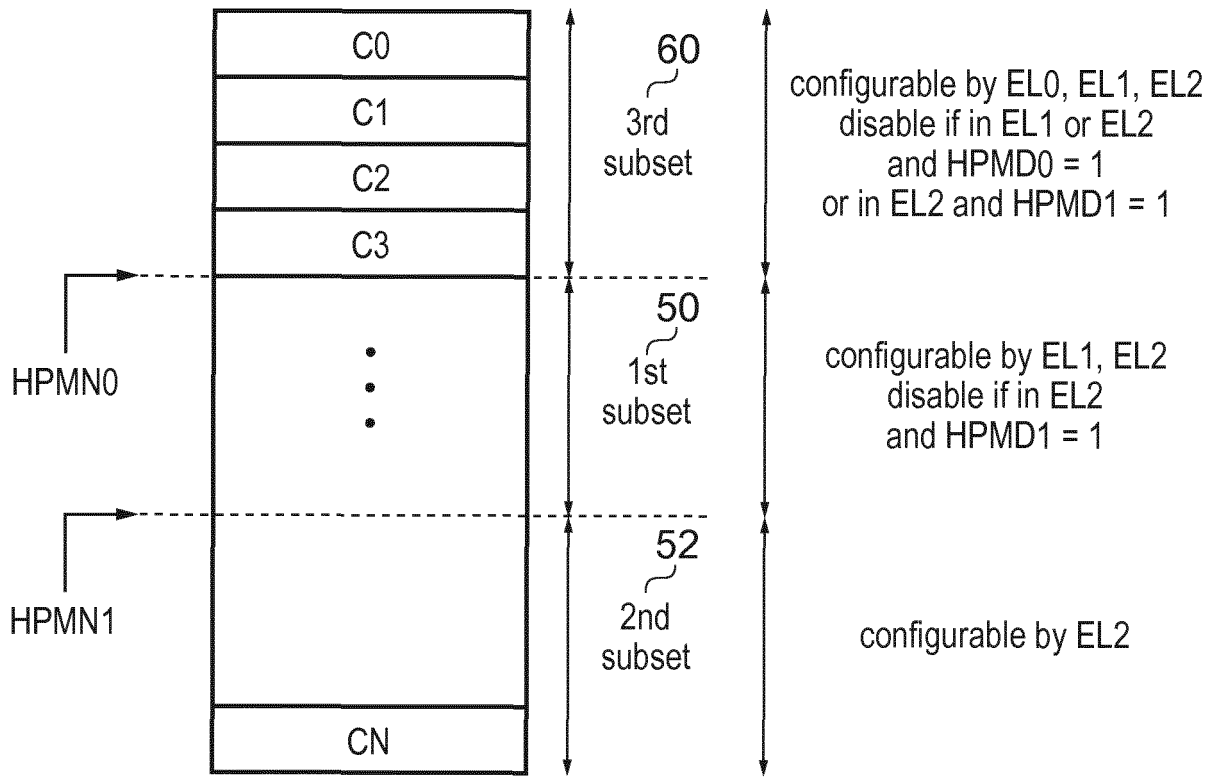 C0
C1
C2
C3
CN
HPMN0
HPMN1
60
3rd
subset
50
1st
subset
52
2nd
subset
configurable by EL0, EL1, EL2
disable if in EL1 or EL2
and HPMD0 = 1
or in EL2 and HPMD1 = 1
configurable by EL1, EL2
disable if in EL2
and HPMD1 = 1
configurable by EL2